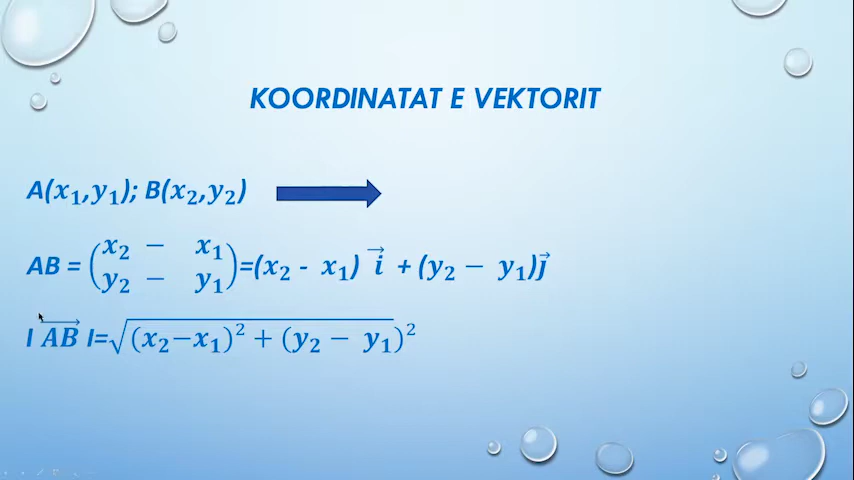 KOORDINATAT E VEKTORIT
A(x₁,y₁); B(x₂,y₂)
AB = (x₂ − x₁ y₂ − y₁)=(x₂ - x₁) i⃗ + (y₂ − y₁)j⃗
I A⃗B⃗ I=√(x₂−x₁)² + (y₂ − y₁)²